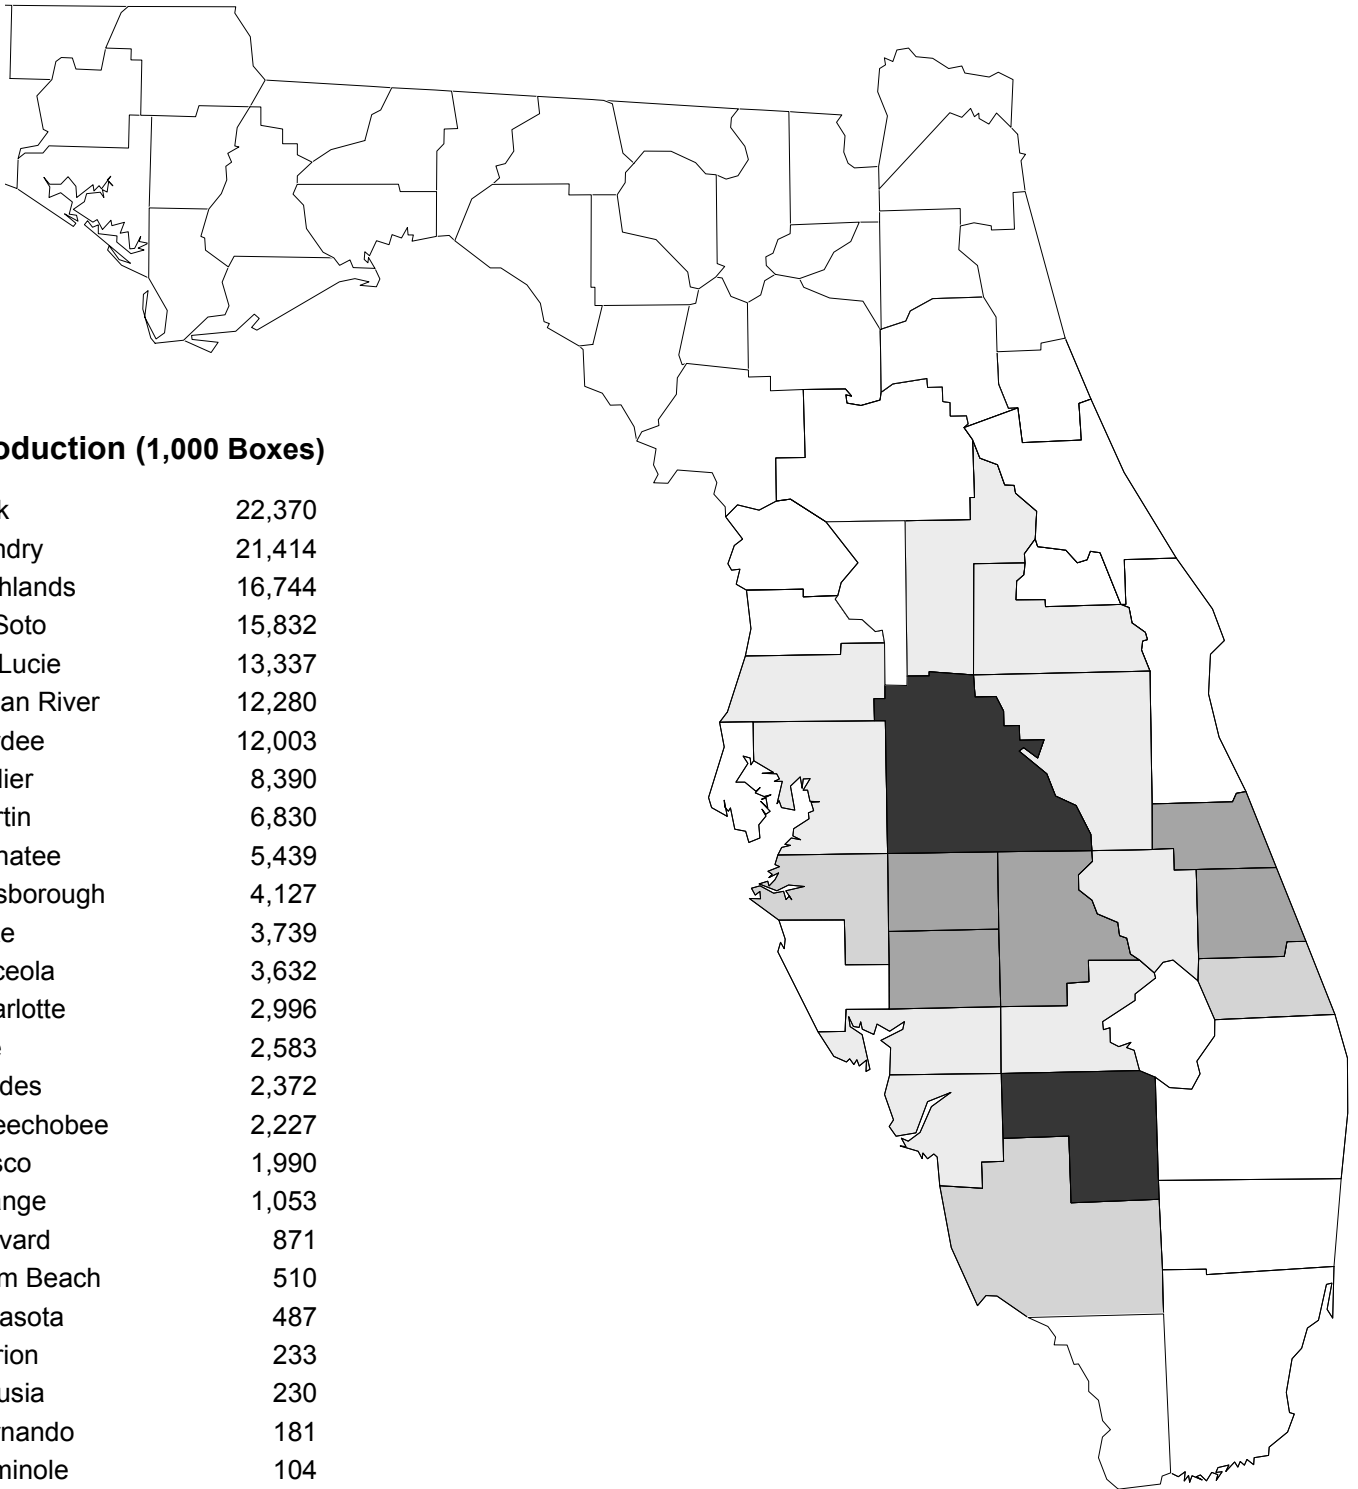 oduction (1,000 Boxes)
k 22,370
ndry 21,414
hlands 16,744
Soto 15,832
Lucie 13,337
an River 12,280
rdee 12,003
lier 8,390
rtin 6,830
natee 5,439
sborough 4,127
e 3,739
ceola 3,632
arlotte 2,996
e 2,583
des 2,372
eechobee 2,227
sco 1,990
ange 1,053
vard 871
m Beach 510
asota 487
rion 233
usia 230
rnando 181
minole 104